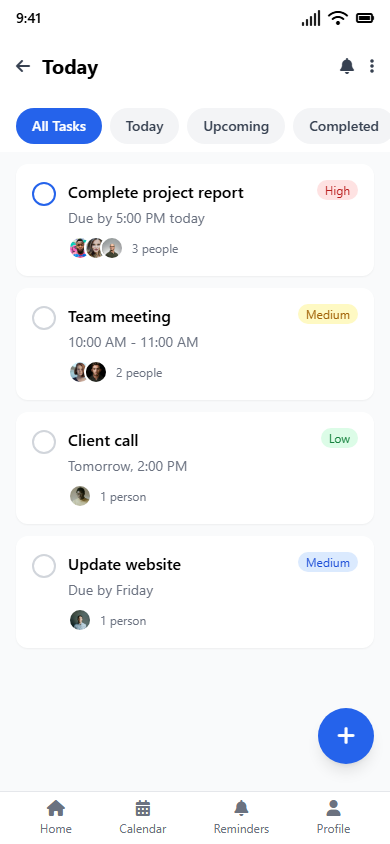 9:41
Today
All Tasks Today Upcoming Completed
Complete project report High
Due by 5:00 PM today
3 people
Team meeting Medium
10:00 AM - 11:00 AM
2 people
Client call Low
Tomorrow, 2:00 PM
1 person
Update website Medium
Due by Friday
1 person
Home Calendar Reminders Profile